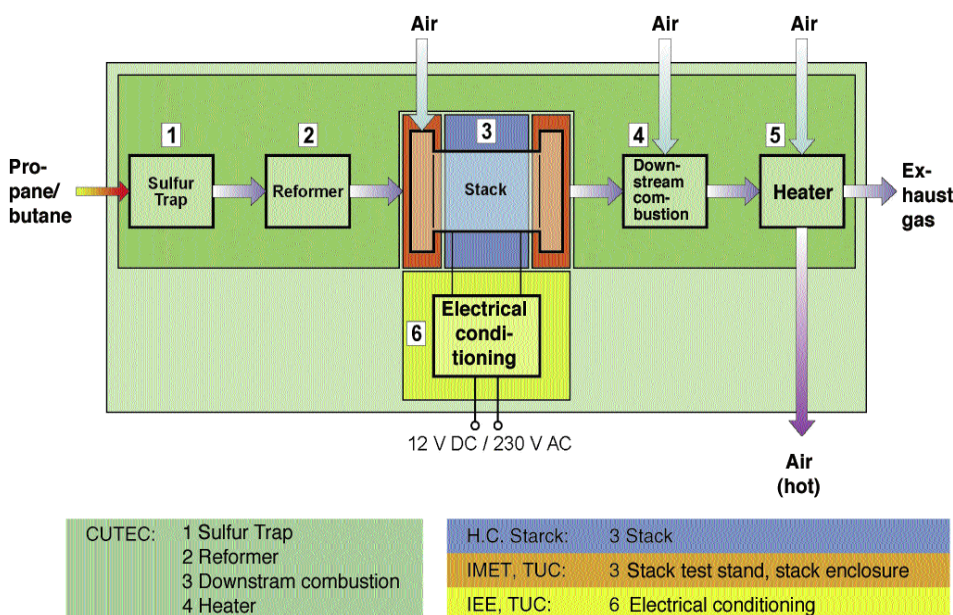 Air
Air
Air
1
2
3
4
5
Pro-
pane/
butane
Sulfur
Trap
Reformer
Stack
Down-
stream
com-
bustion
Heater
Ex-
haust
gas
6
Electrical
condi-
tioning
12 V DC / 230 V AC
Air
(hot)
CUTEC: 1 Sulfur Trap
2 Reformer
3 Downstram combustion
4 Heater
H.C. Starck: 3 Stack
IMET, TUC: 3 Stack test stand, stack enclosure
IEE, TUC: 6 Electrical conditioning